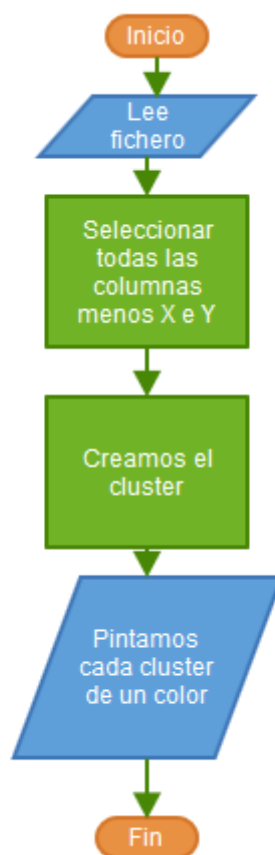 Inicio
Lee
fichero
Seleccionar
todas las
columnas
menos X e Y
Creamos el
cluster
Pintamos
cada cluster
de un color
Fin